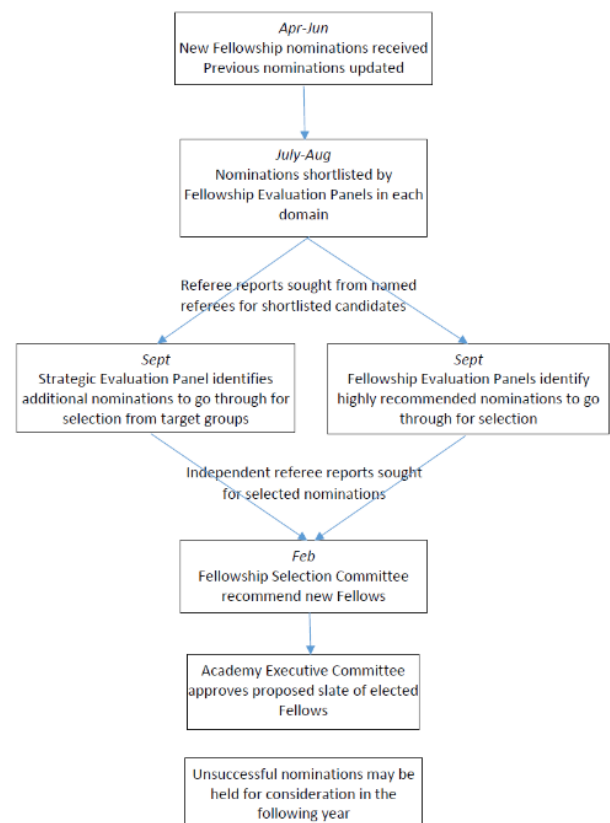 Apr-Jun
New Fellowship nominations received
Previous nominations updated
July-Aug
Nominations shortlisted by
Fellowship Evaluation Panels in each
domain
Referee reports sought from named
referees for shortlisted candidates
Sept
Strategic Evaluation Panel identifies
additional nominations to go through for
selection from target groups
Sept
Fellowship Evaluation Panels identify
highly recommended nominations to go
through for selection
Independent referee reports sought
for selected nominations
Feb
Fellowship Selection Committee
recommend new Fellows
Academy Executive Committee
approves proposed slate of elected
Fellows
Unsuccessful nominations may be
held for consideration in the
following year